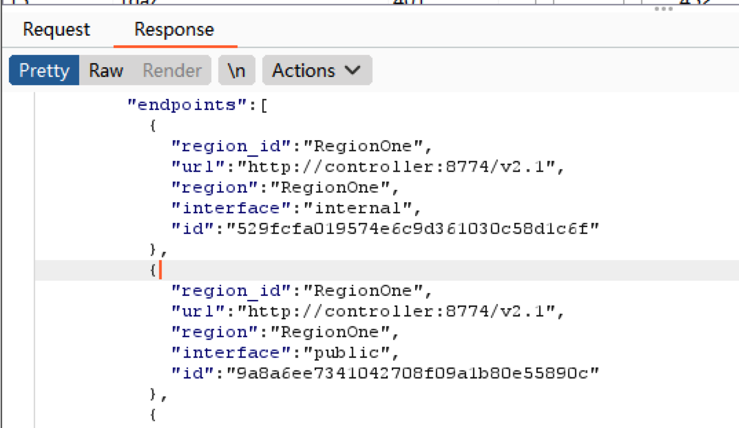 Request Response
Pretty Raw Render \n Actions
"endpoints":[
{
"region_id":"RegionOne",
"url":"http://controller:8774/v2.1",
"region":"RegionOne",
"interface":"internal",
"id":"529fcfa019574e6c9d361030c58d1c6f"
},
{
"region_id":"RegionOne",
"url":"http://controller:8774/v2.1",
"region":"RegionOne",
"interface":"public",
"id":"9a8a6ee7341042708f09a1b80e55890c"
},
{